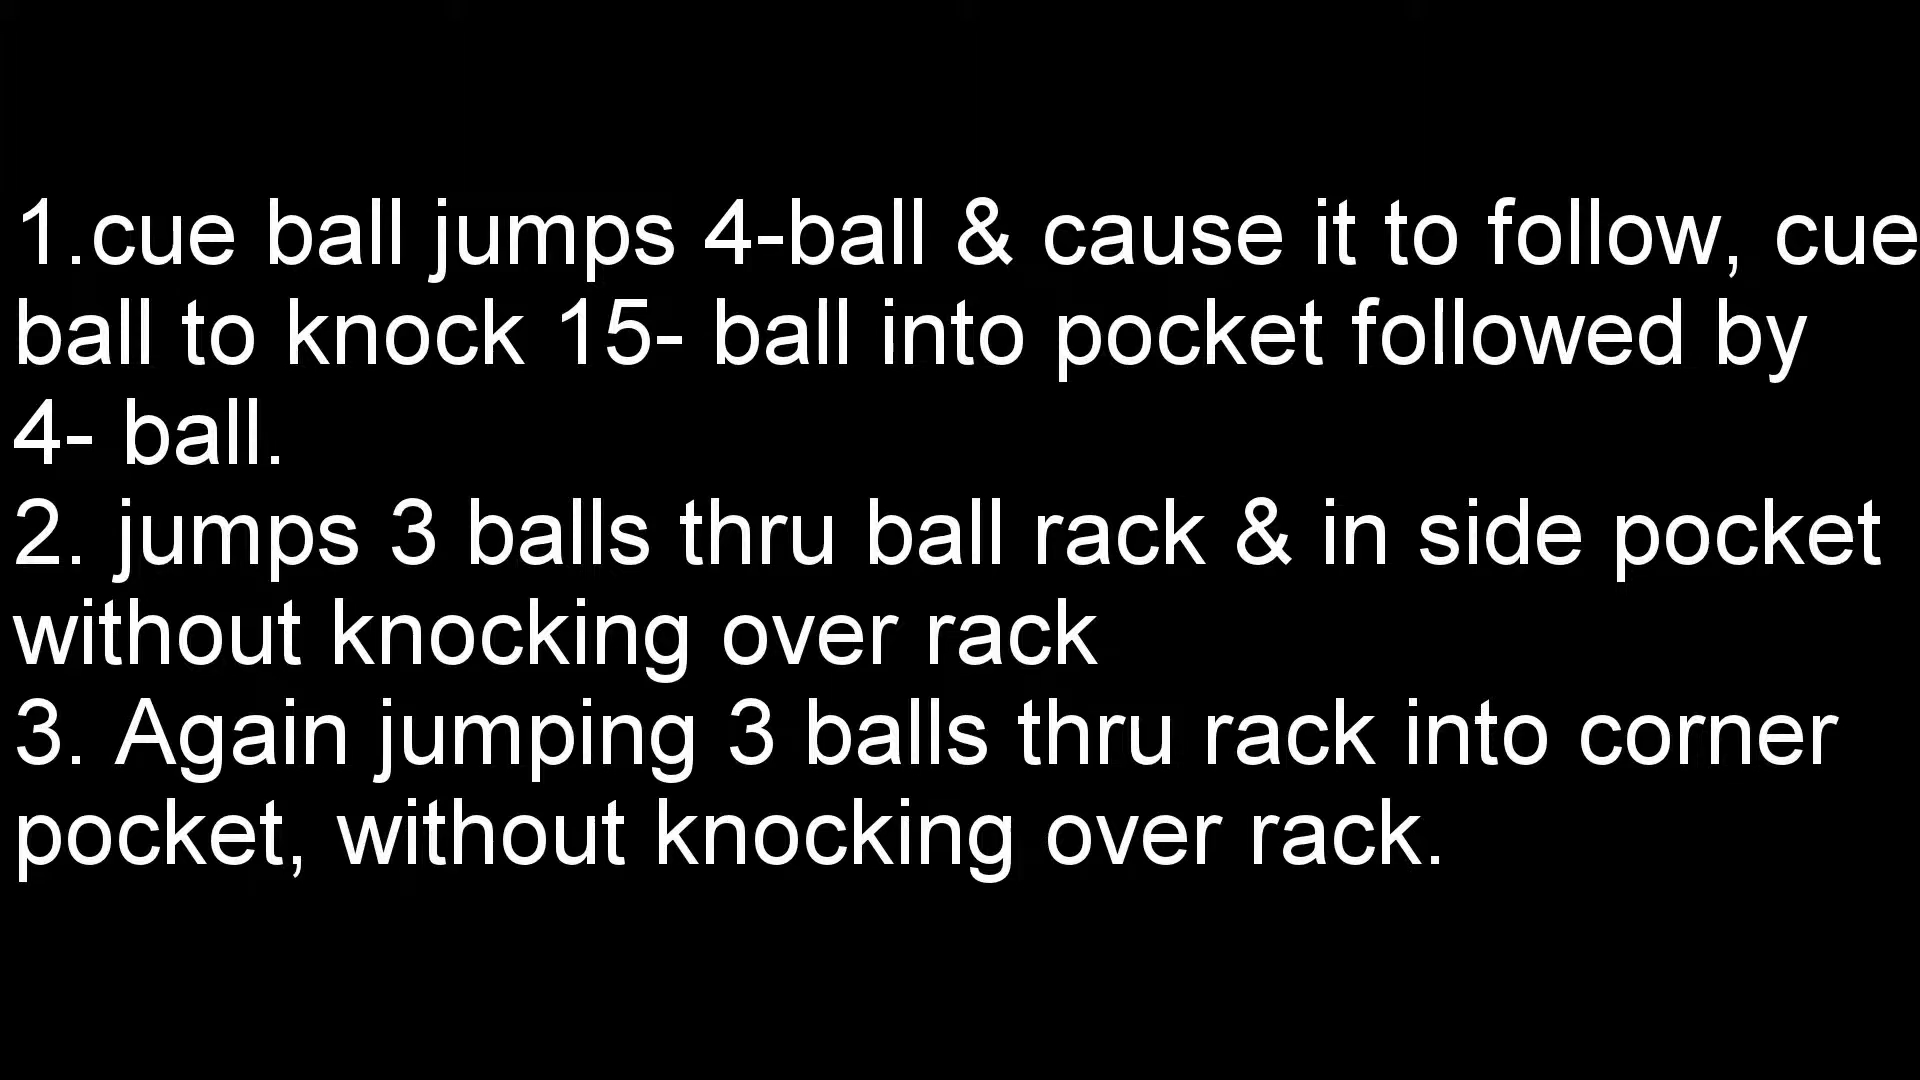 1.cue ball jumps 4-ball & cause it to follow, cue
ball to knock 15- ball into pocket followed by
4- ball.
2. jumps 3 balls thru ball rack & in side pocket
without knocking over rack
3. Again jumping 3 balls thru rack into corner
pocket, without knocking over rack.